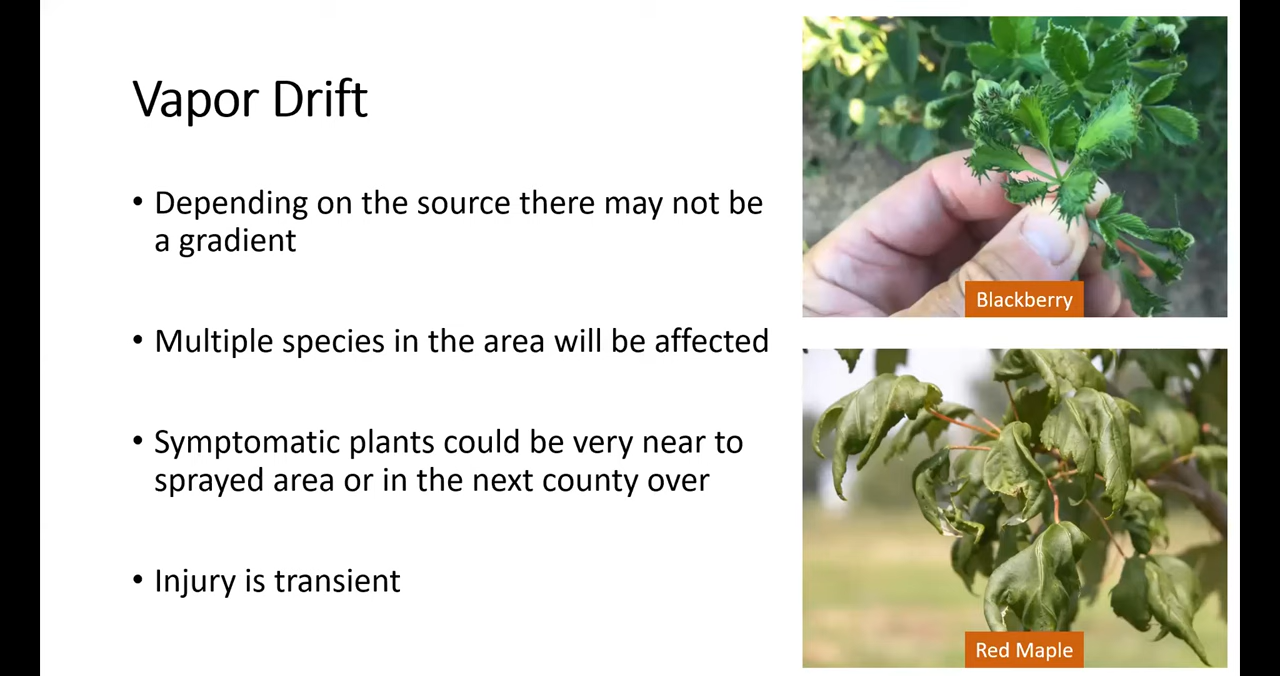 Vapor Drift
• Depending on the source there may not be
a gradient
• Multiple species in the area will be affected
• Symptomatic plants could be very near to
sprayed area or in the next county over
• Injury is transient
Blackberry
Red Maple